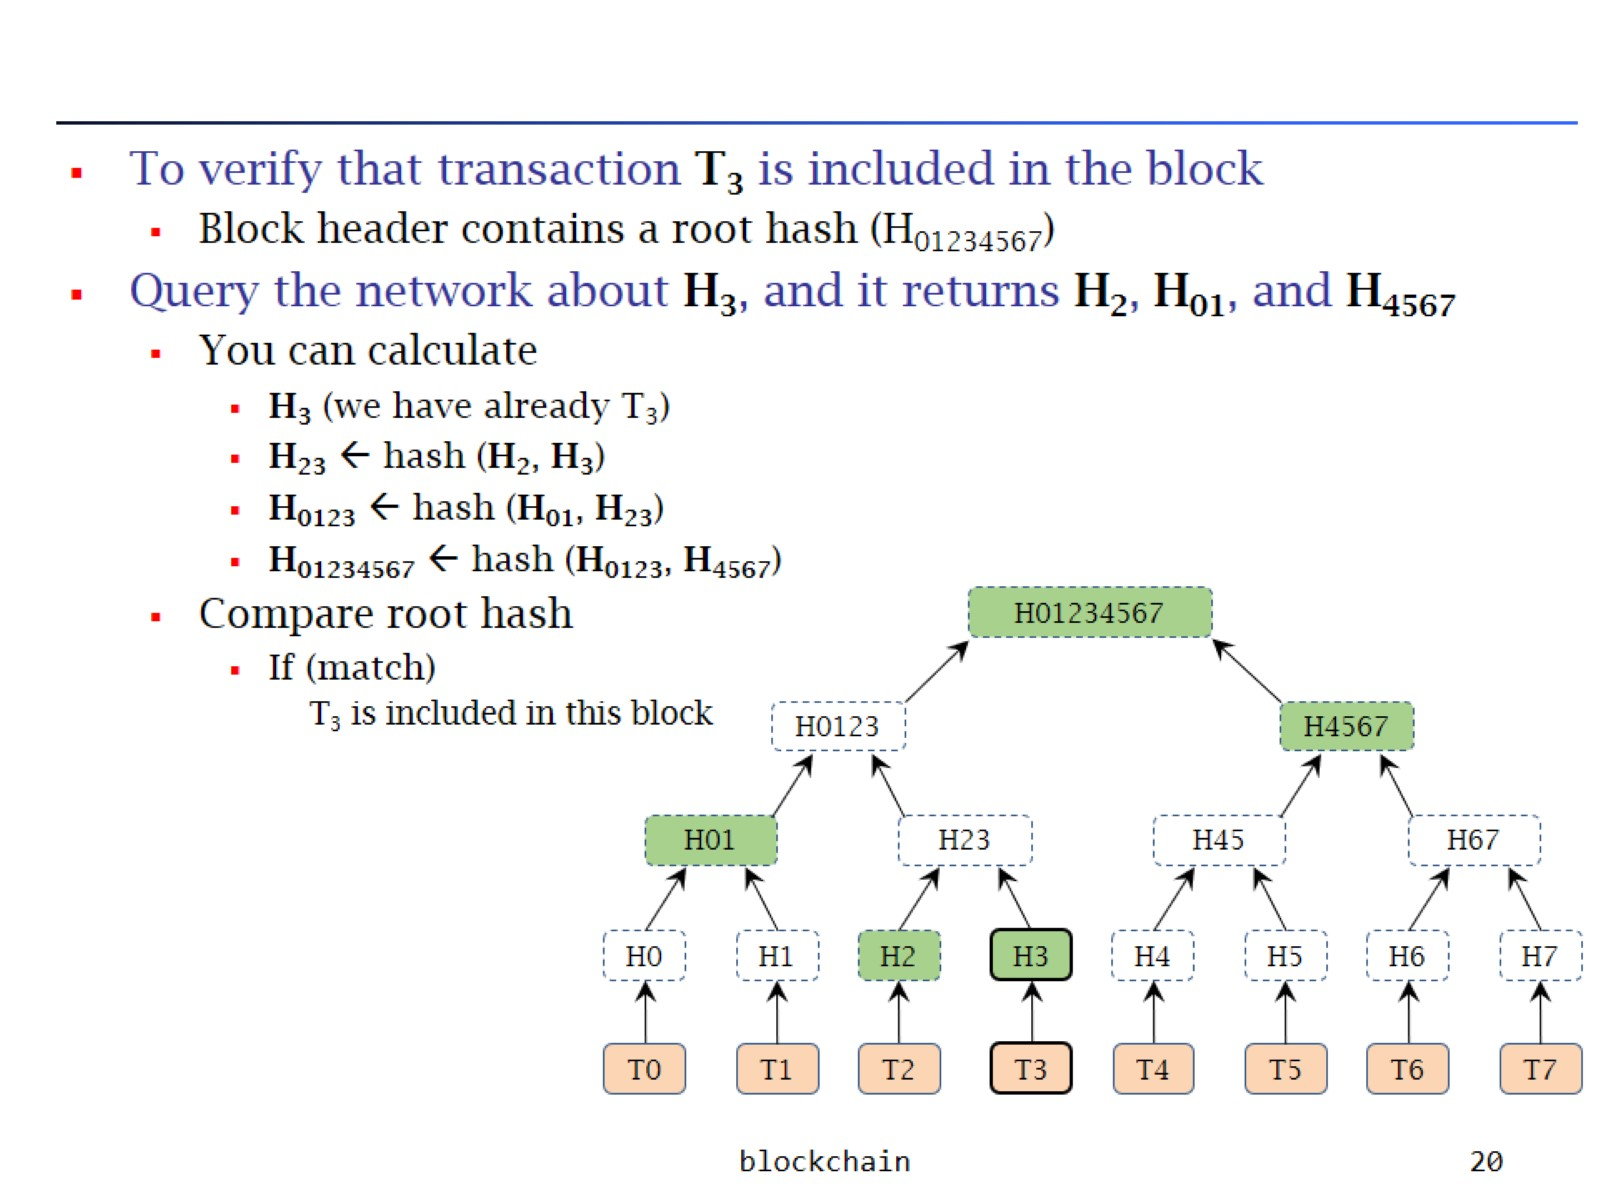 To verify that transaction T3 is included in the block
Block header contains a root hash (H01234567)
Query the network about H3, and it returns H2, H01, and H4567
You can calculate
H3 (we have already T3)
H23 ← hash (H2, H3)
H0123 ← hash (H01, H23)
H01234567 ← hash (H0123, H4567)
Compare root hash
If (match)
T3 is included in this block
H01234567
H0123 H4567
H01 H23 H45 H67
H0 H1 H2 H3 H4 H5 H6 H7
T0 T1 T2 T3 T4 T5 T6 T7
blockchain 20